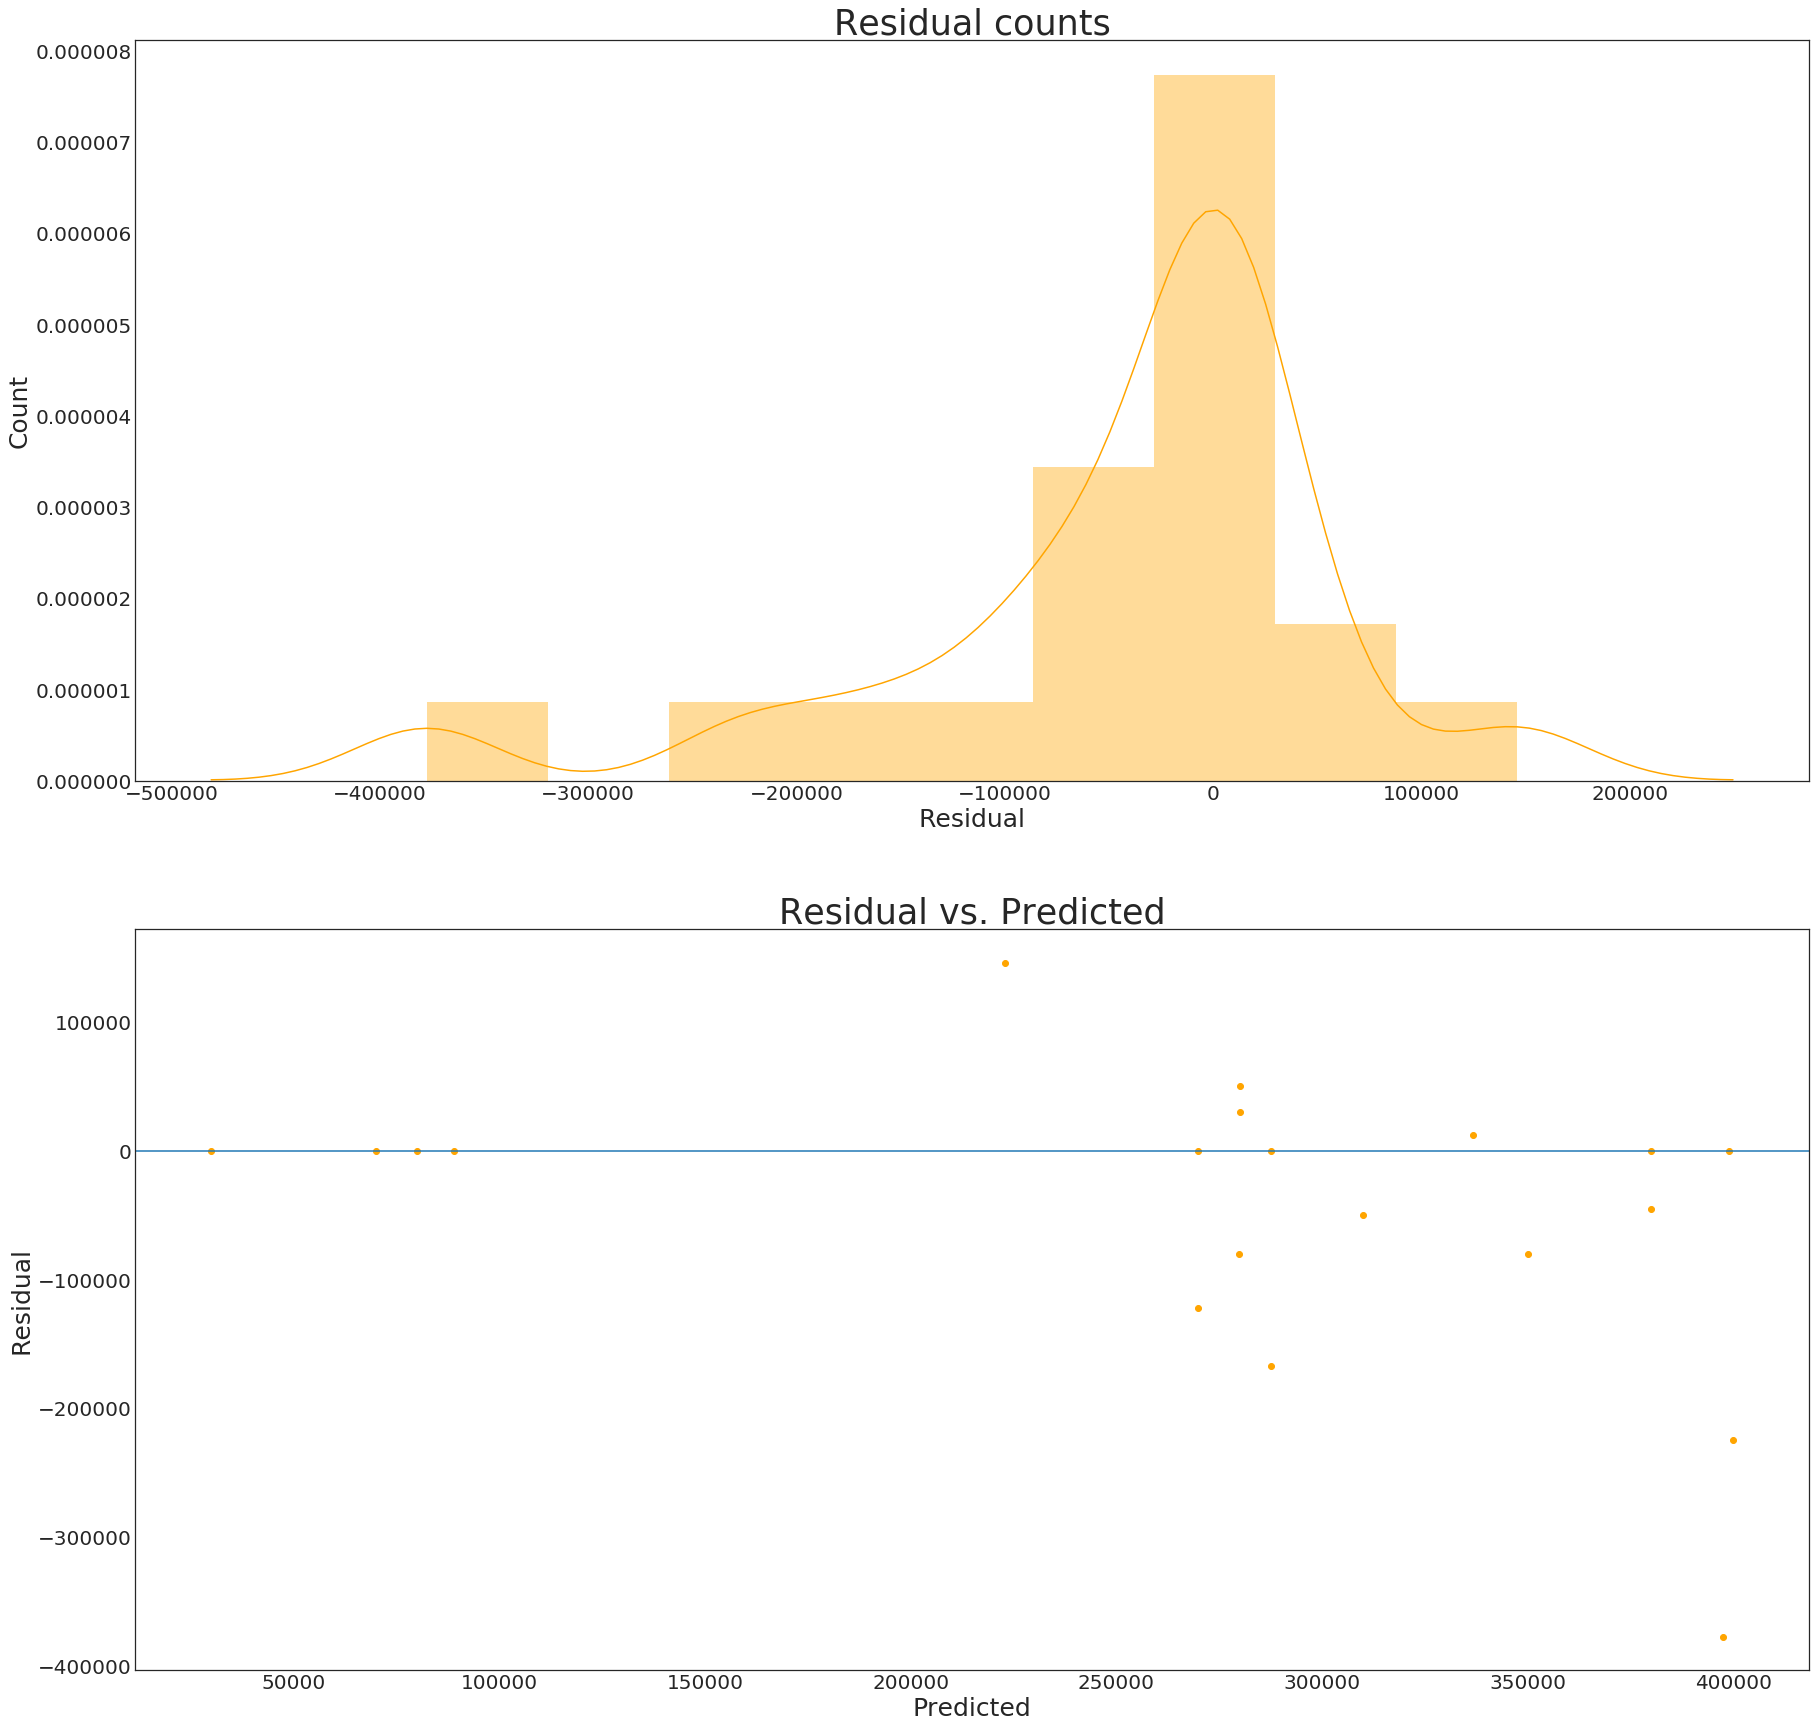 Residual counts
0.000008
0.000007
0.000006
0.000005
0.000004
0.000003
0.000002
0.000001
0.000000
Count
−500000 −400000 −300000 −200000 −100000 0 100000 200000
Residual
Residual vs. Predicted
100000
0
−100000
−200000
−300000
−400000
Residual
50000 100000 150000 200000 250000 300000 350000 400000
Predicted